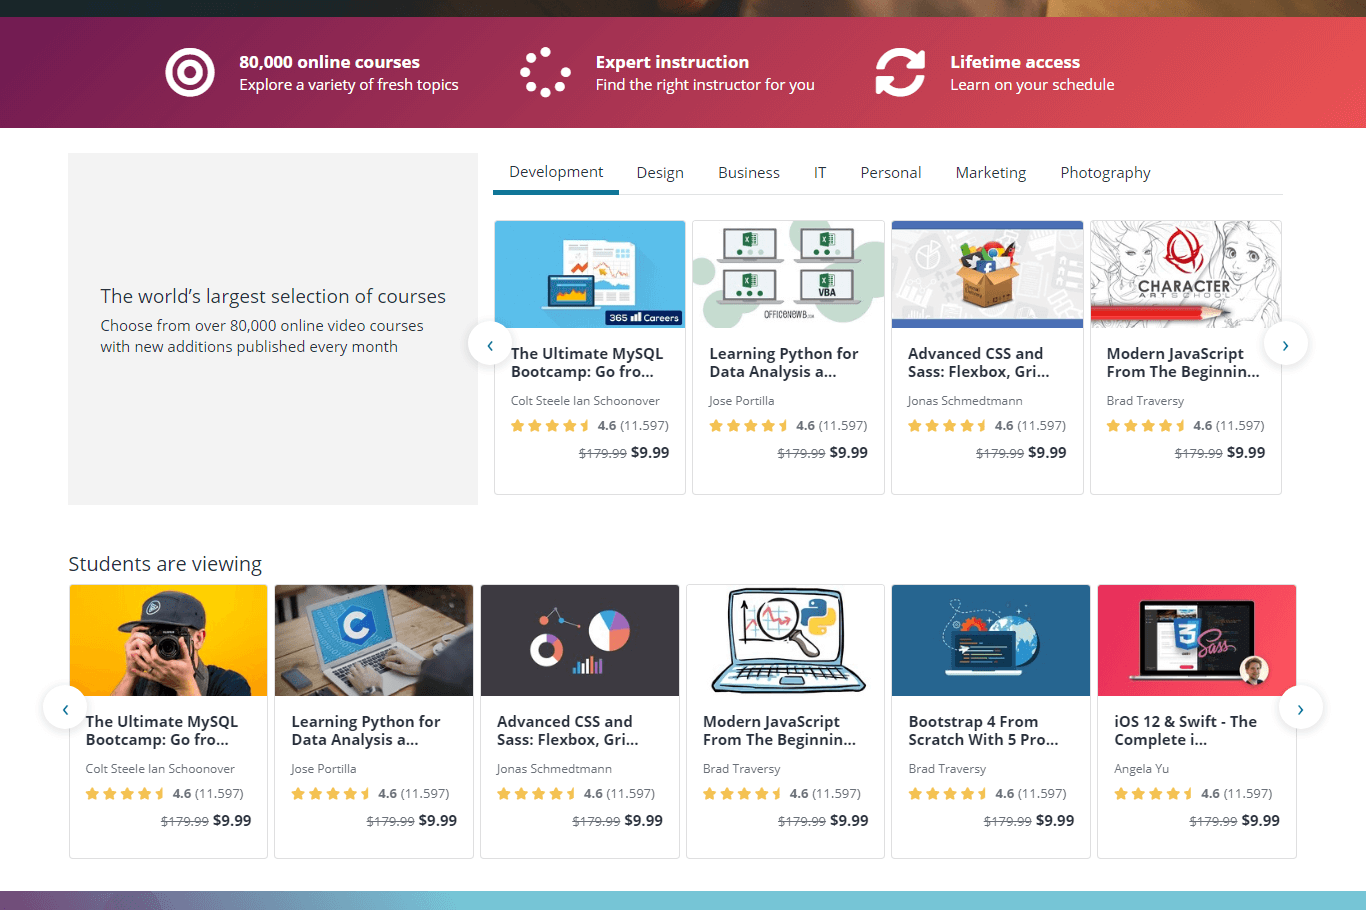 80,000 online courses
Explore a variety of fresh topics
Expert instruction
Find the right instructor for you
Lifetime access
Learn on your schedule
The world's largest selection of courses
Choose from over 80,000 online video courses
with new additions published every month
Development Design Business IT Personal Marketing Photography
365 Careers
VBA
OFFICENEWB.COM
CHARACTER
ART SCHOOL
The Ultimate MySQL
Bootcamp: Go fro...
Colt Steele Ian Schoonover
4.6 (11.597)
$179.99 $9.99
Learning Python for
Data Analysis a...
Jose Portilla
4.6 (11.597)
$179.99 $9.99
Advanced CSS and
Sass: Flexbox, Gri...
Jonas Schmedtmann
4.6 (11.597)
$179.99 $9.99
Modern JavaScript
From The Beginnin...
Brad Traversy
4.6 (11.597)
$179.99 $9.99
Students are viewing
C
3
Sass
The Ultimate MySQL
Bootcamp: Go fro...
Colt Steele Ian Schoonover
4.6 (11.597)
$179.99 $9.99
Learning Python for
Data Analysis a...
Jose Portilla
4.6 (11.597)
$179.99 $9.99
Advanced CSS and
Sass: Flexbox, Gri...
Jonas Schmedtmann
4.6 (11.597)
$179.99 $9.99
Modern JavaScript
From The Beginnin...
Brad Traversy
4.6 (11.597)
$179.99 $9.99
Bootstrap 4 From
Scratch With 5 Pro...
Brad Traversy
4.6 (11.597)
$179.99 $9.99
iOS 12 & Swift - The
Complete i...
Angela Yu
4.6 (11.597)
$179.99 $9.99